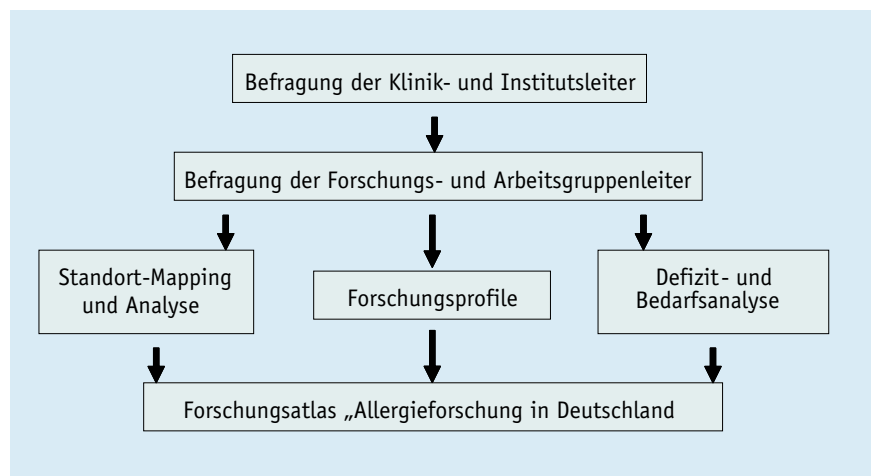 Befragung der Klinik- und Institutsleiter
Befragung der Forschungs- und Arbeitsgruppenleiter
Standort-Mapping
und Analyse
Forschungsprofile
Defizit- und
Bedarfsanalyse
Forschungsatlas „Allergieforschung in Deutschland